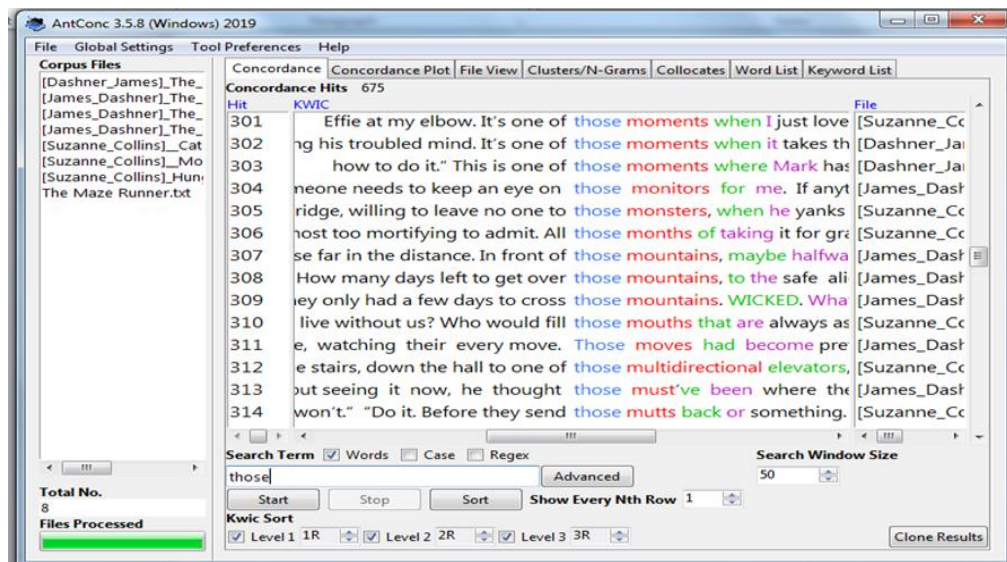 AntConc 3.5.8 (Windows) 2019
File Global Settings Tool Preferences Help
Corpus Files
[Dashner_James]_The_
[James_Dashner]_The_
[James_Dashner]_The_
[James_Dashner]_The_
[Suzanne_Collins]__Cat
[Suzanne_Collins]__Mo
[Suzanne_Collins]_Hun
The Maze Runner.txt
Total No.
8
Files Processed
Concordance Concordance Plot File View Clusters/N-Grams Collocates Word List Keyword List
Concordance Hits 675
Hit KWIC File
301 Effie at my elbow. It's one of those moments when I just love [Suzanne_Co
302 ng his troubled mind. It's one of those moments when it takes th [Dashner_Jar
303 how to do it." This is one of those moments where Mark has [Dashner_Jar
304 meone needs to keep an eye on those monitors for me. If anyt [James_Dash
305 ridge, willing to leave no one to those monsters, when he yanks [Suzanne_Co
306 nost too mortifying to admit. All those months of taking it for gra [Suzanne_Co
307 se far in the distance. In front of those mountains, maybe halfwa [James_Dash
308 How many days left to get over those mountains, to the safe ali [James_Dash
309 ey only had a few days to cross those mountains. WICKED. Wha [James_Dash
310 live without us? Who would fill those mouths that are always as [Suzanne_Co
311 e, watching their every move. Those moves had become pre [James_Dash
312 e stairs, down the hall to one of those multidirectional elevators, [Suzanne_Co
313 out seeing it now, he thought those must've been where the [James_Dash
314 won't." "Do it. Before they send those mutts back or something. [Suzanne_Co
Search Term Words Case Regex Search Window Size
those Advanced 50
Start Stop Sort Show Every Nth Row 1
Kwic Sort
Level 1 1R Level 2 2R Level 3 3R Clone Results